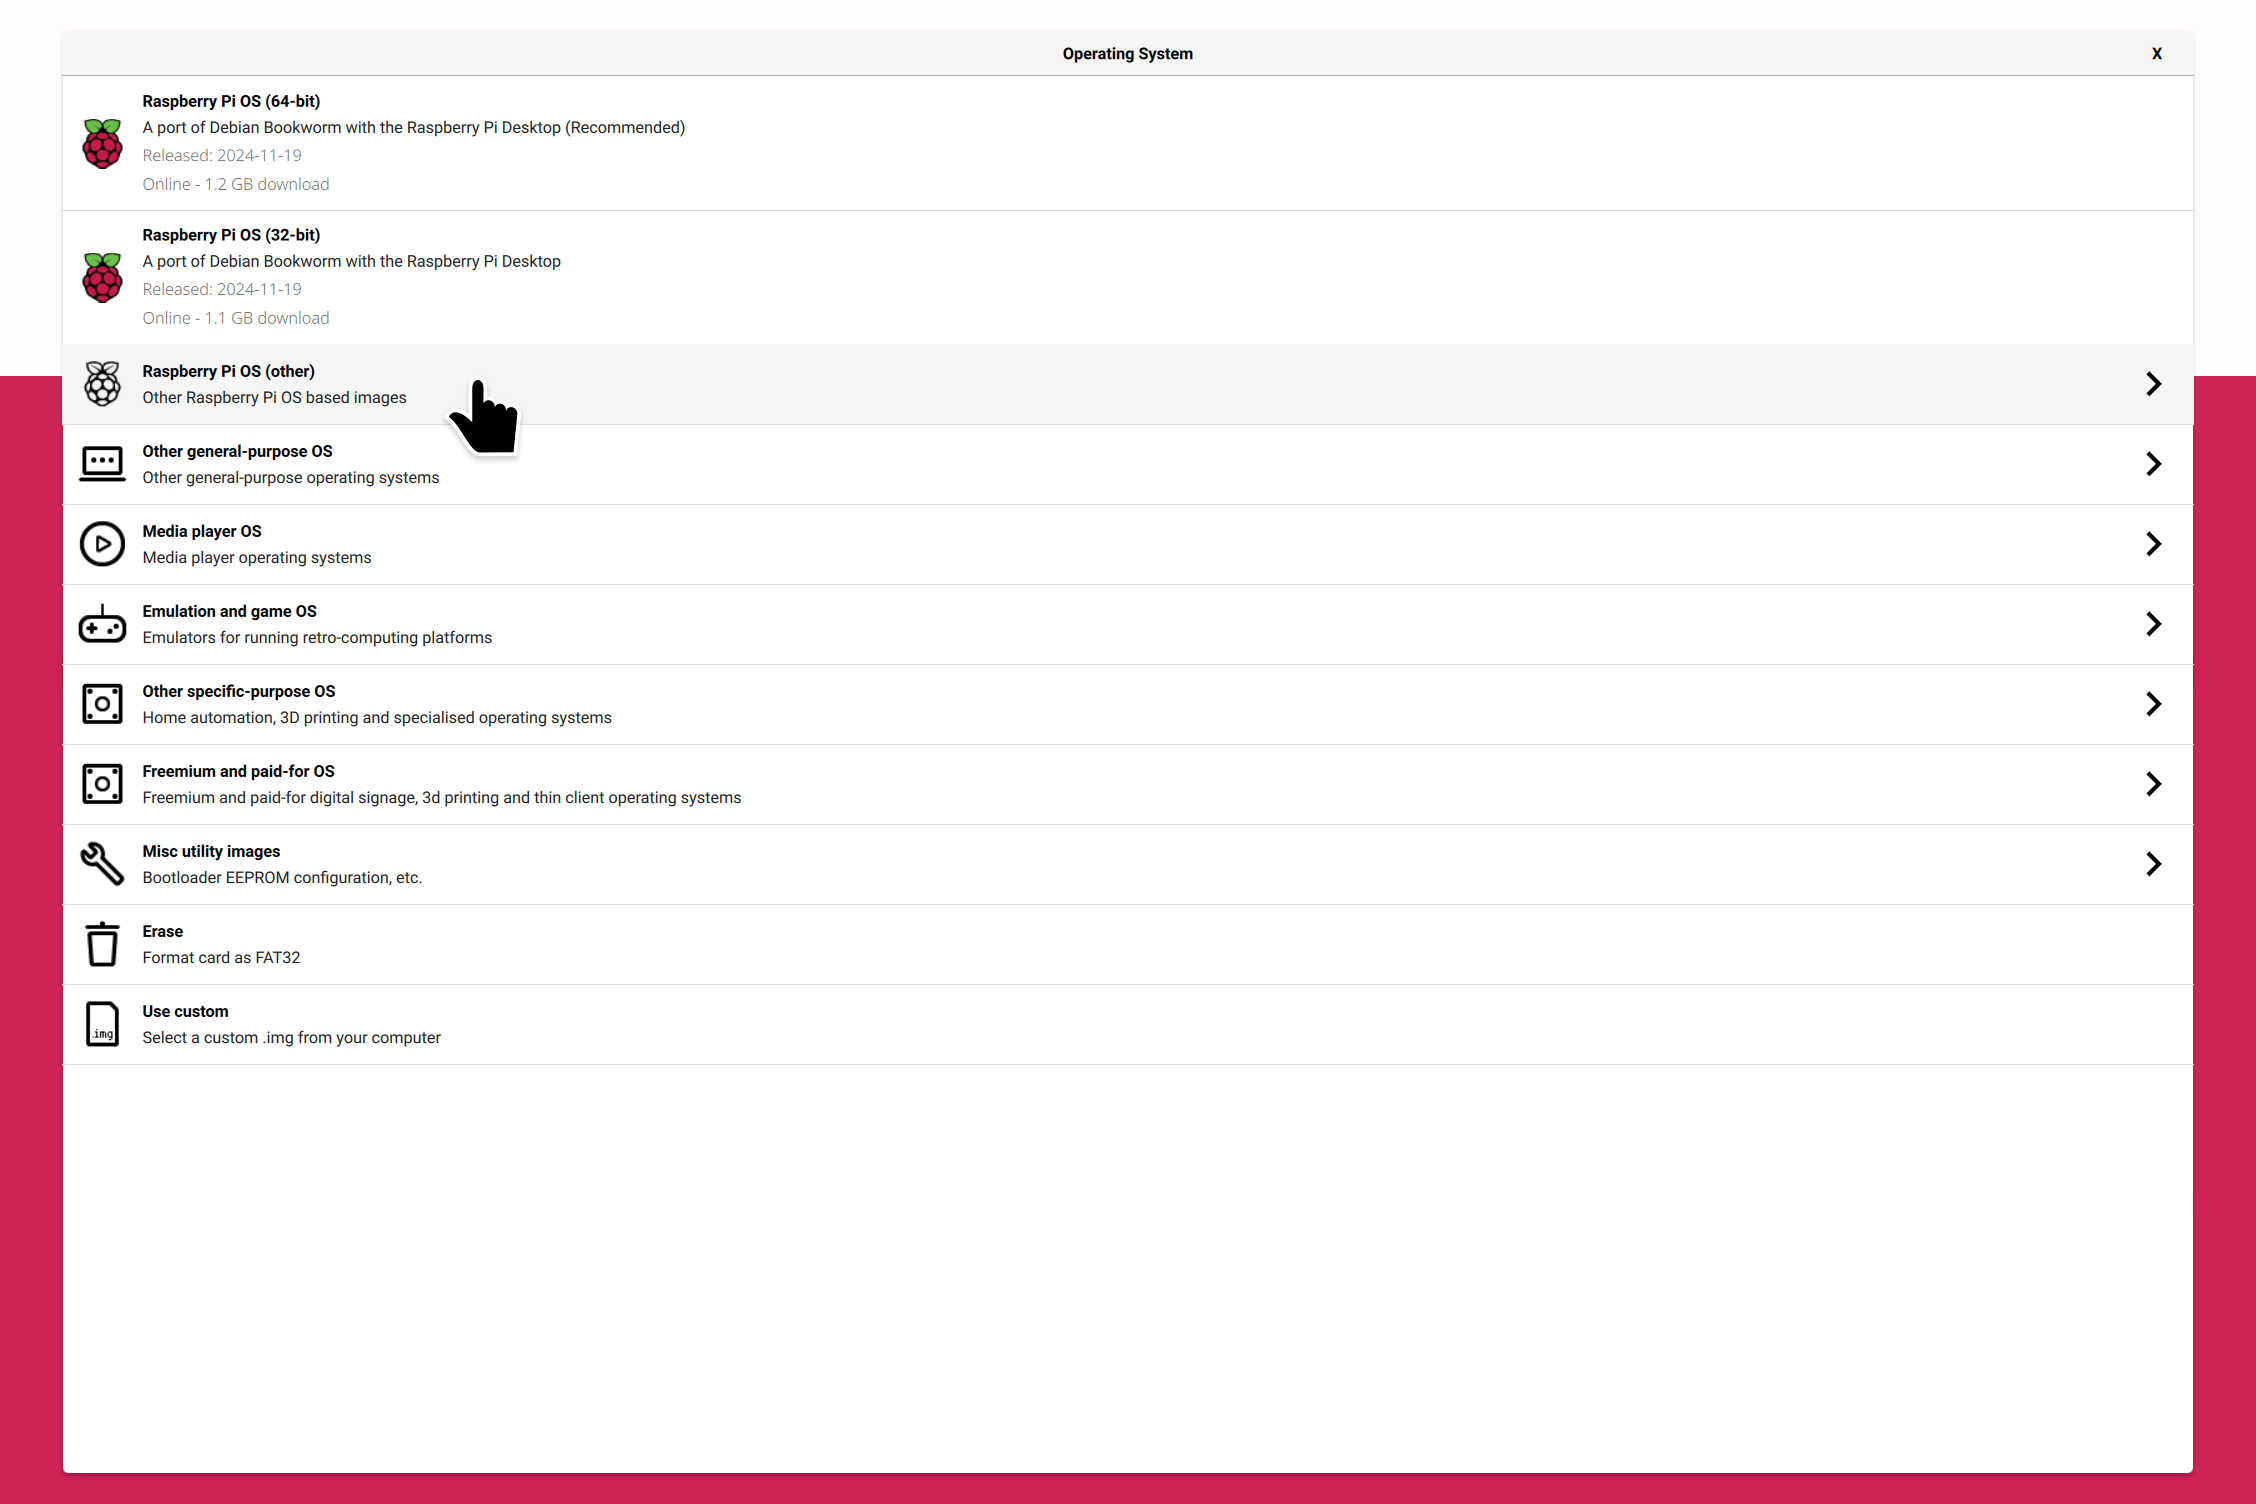 Operating System
X
Raspberry Pi OS (64-bit)
A port of Debian Bookworm with the Raspberry Pi Desktop (Recommended)
Released: 2024-11-19
Online - 1.2 GB download
Raspberry Pi OS (32-bit)
A port of Debian Bookworm with the Raspberry Pi Desktop
Released: 2024-11-19
Online - 1.1 GB download
Raspberry Pi OS (other)
Other Raspberry Pi OS based images
Other general-purpose OS
Other general-purpose operating systems
Media player OS
Media player operating systems
Emulation and game OS
Emulators for running retro-computing platforms
Other specific-purpose OS
Home automation, 3D printing and specialised operating systems
Freemium and paid-for OS
Freemium and paid-for digital signage, 3d printing and thin client operating systems
Misc utility images
Bootloader EEPROM configuration, etc.
Erase
Format card as FAT32
.img
Use custom
Select a custom .img from your computer